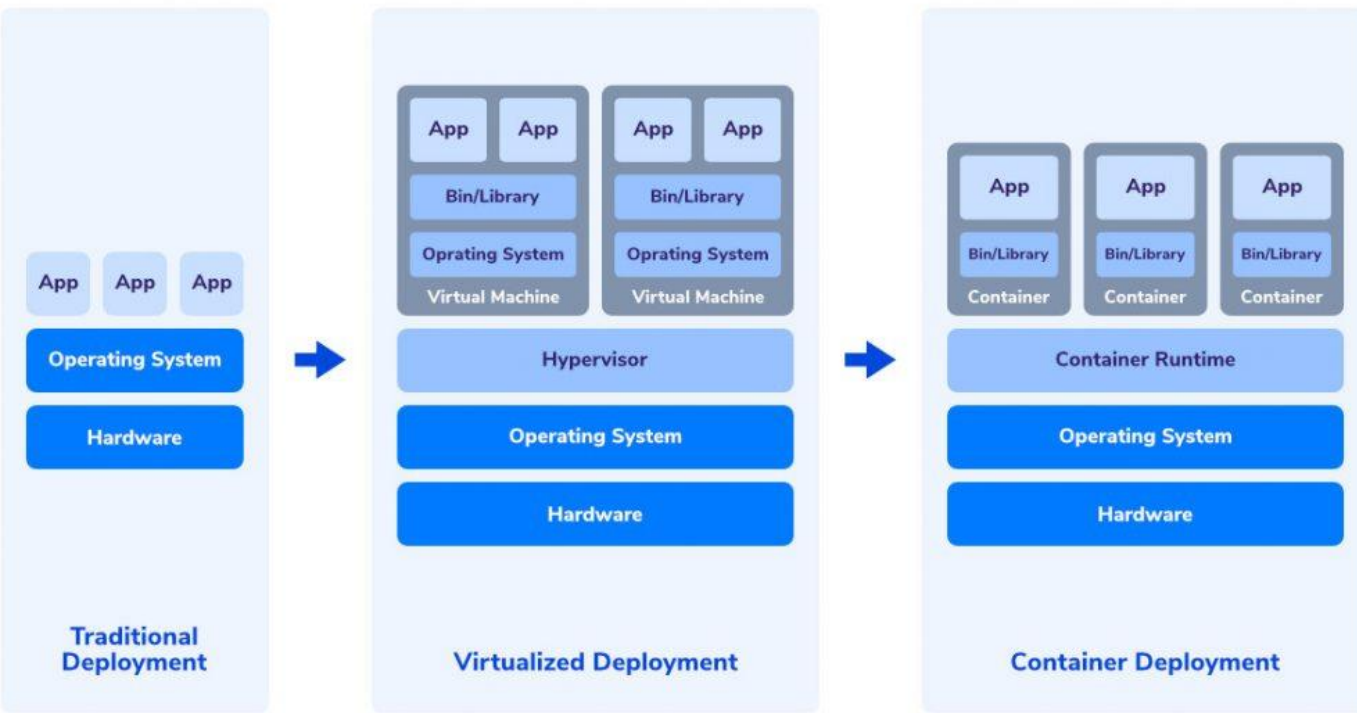 App App App
Operating System
Hardware
Traditional
Deployment
App App App App
Bin/Library Bin/Library
Oprating System Oprating System
Virtual Machine Virtual Machine
Hypervisor
Operating System
Hardware
Virtualized Deployment
App App App
Bin/Library Bin/Library Bin/Library
Container Container Container
Container Runtime
Operating System
Hardware
Container Deployment